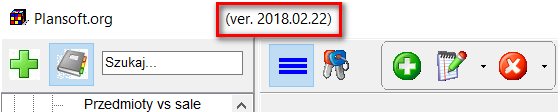 Plansoft.org (ver. 2018.02.22)
Szukaj...
Przedmioty vs sale